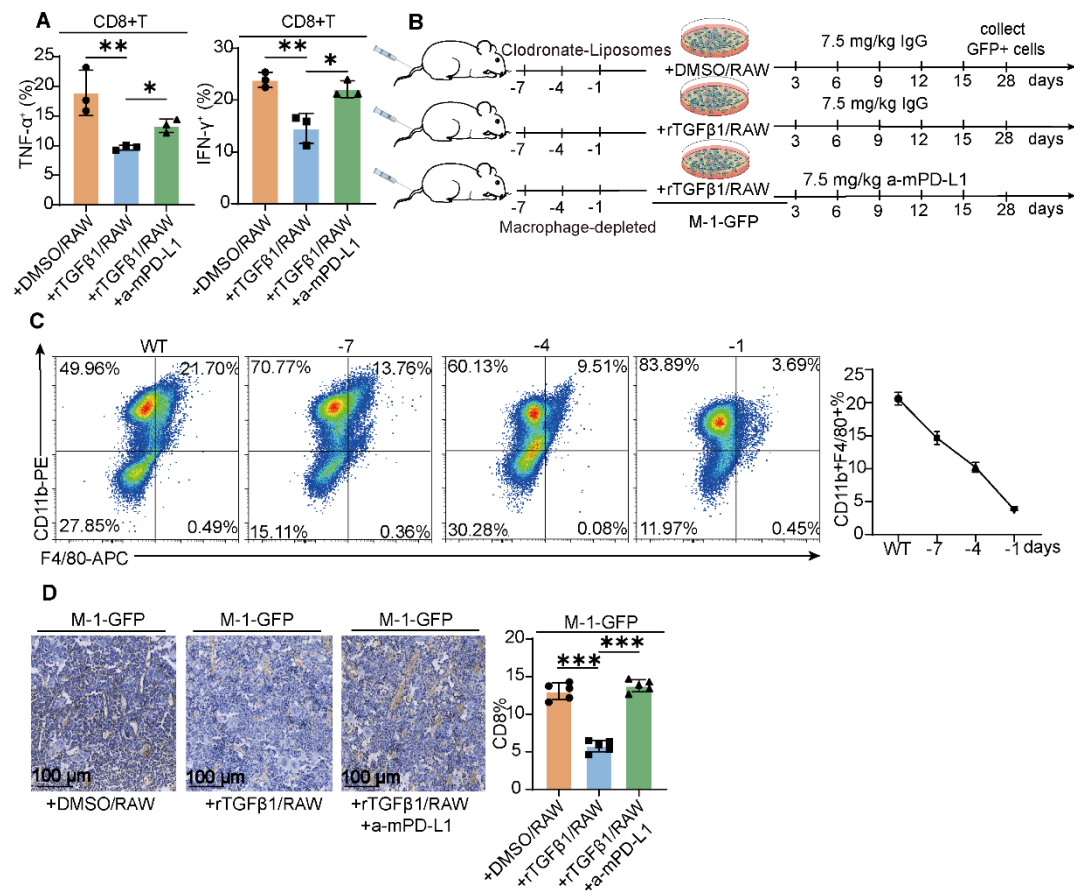 A
CD8+T
TNF-α⁺ (%)
25
20
15
10
5
0
**
*
+DMSO/RAW
+rTGFβ1/RAW
+rTGFβ1/RAW
+a-mPD-L1
CD8+T
IFN-γ⁺ (%)
30
20
10
0
**
*
+DMSO/RAW
+rTGFβ1/RAW
+rTGFβ1/RAW
+a-mPD-L1
B
Clodronate-Liposomes
-7 -4 -1
-7 -4 -1
-7 -4 -1
Macrophage-depleted
+DMSO/RAW
+rTGFβ1/RAW
+rTGFβ1/RAW
M-1-GFP
collect
GFP+ cells
7.5 mg/kg IgG
3 6 9 12 15 28 days
7.5 mg/kg IgG
3 6 9 12 15 28 days
7.5 mg/kg a-mPD-L1
3 6 9 12 15 28 days
C
WT
49.96% 21.70%
27.85% 0.49%
-7
70.77% 13.76%
15.11% 0.36%
-4
60.13% 9.51%
30.28% 0.08%
-1
83.89% 3.69%
11.97% 0.45%
CD11b-PE
F4/80-APC
CD11b+F4/80+%
25
20
15
10
5
0
WT -7 -4 -1 days
D
M-1-GFP
100 μm
+DMSO/RAW
M-1-GFP
100 μm
+rTGFβ1/RAW
M-1-GFP
100 μm
+rTGFβ1/RAW
+a-mPD-L1
M-1-GFP
CD8%
20
15
10
5
0
***
***
+DMSO/RAW
+rTGFβ1/RAW
+rTGFβ1/RAW
+a-mPD-L1